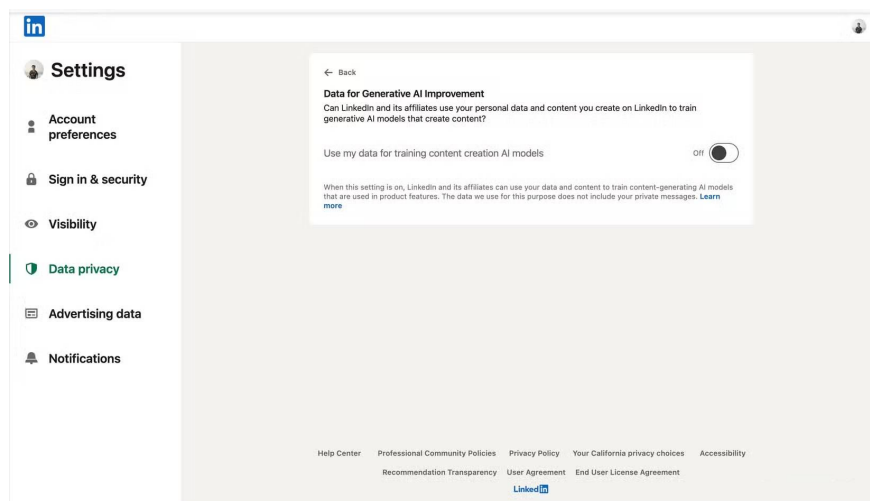 in
Settings
Account
preferences
Sign in & security
Visibility
Data privacy
Advertising data
Notifications
← Back
Data for Generative AI Improvement
Can LinkedIn and its affiliates use your personal data and content you create on LinkedIn to train
generative AI models that create content?
Use my data for training content creation AI models Off
When this setting is on, LinkedIn and its affiliates can use your data and content to train content-generating AI models
that are used in product features. The data we use for this purpose does not include your private messages. Learn
more
Help Center Professional Community Policies Privacy Policy Your California privacy choices Accessibility
Recommendation Transparency User Agreement End User License Agreement
Linkedin